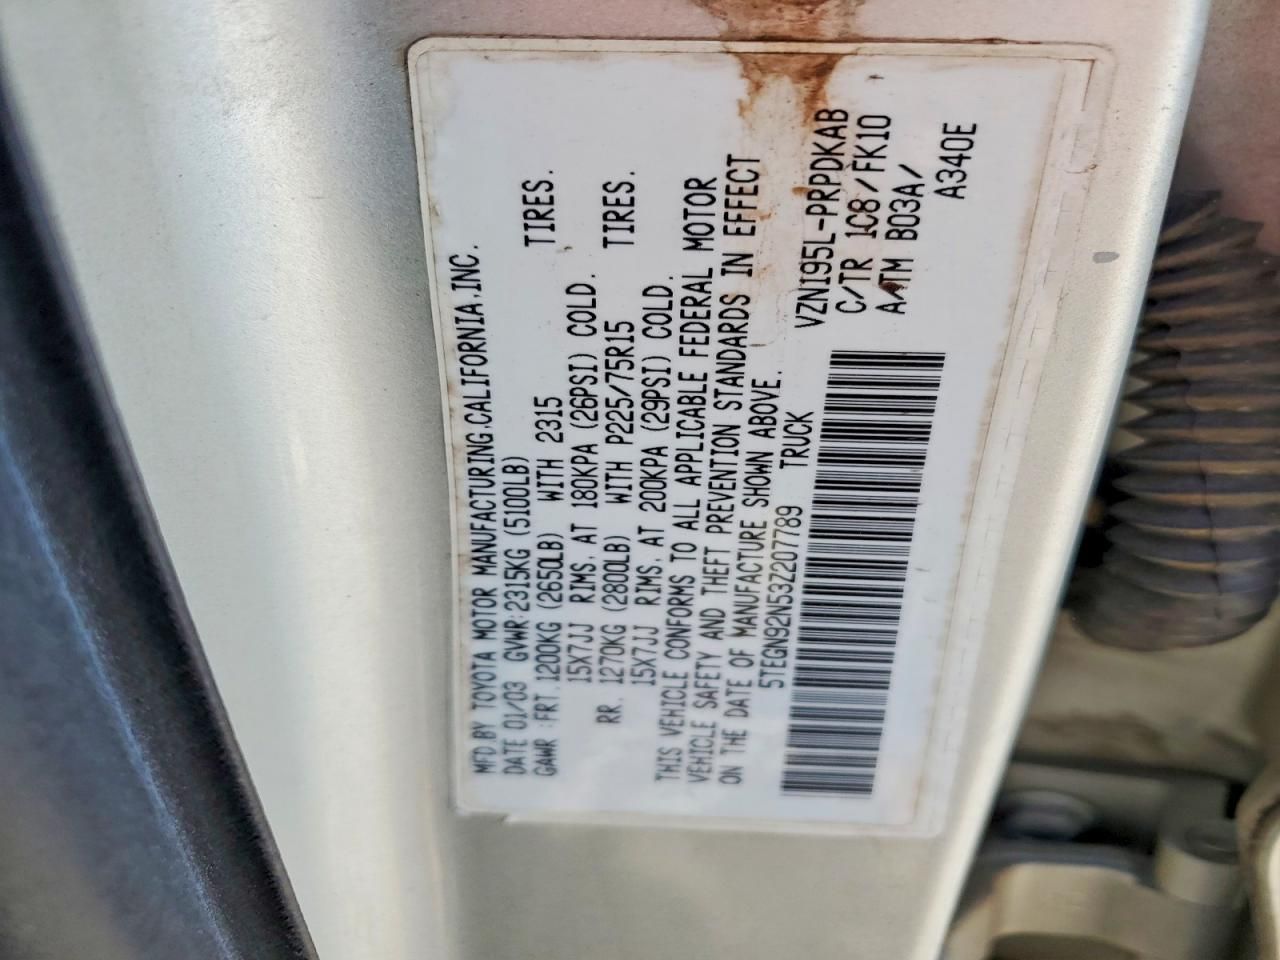 MFD BY TOYOTA MOTOR MANUFACTURING,CALIFORNIA,INC.
DATE 01/03 GVWR:2315KG (5100LB)
GAWR :FRT.1200KG (2650LB) WITH 2315 TIRES.
15X7JJ RIMS, AT 180KPA (26PSI) COLD.
RR. 1270KG (2800LB) WITH P225/75R15 TIRES.
15X7JJ RIMS, AT 200KPA (29PSI) COLD.
THIS VEHICLE CONFORMS TO ALL APPLICABLE FEDERAL MOTOR
VEHICLE SAFETY AND THEFT PREVENTION STANDARDS IN EFFECT
ON THE DATE OF MANUFACTURE SHOWN ABOVE.
5TEGN92N53Z207789 TRUCK
VZN195L-PRPDKAB
C/TR 1C8/FK10
A/TM B03A/
A340E